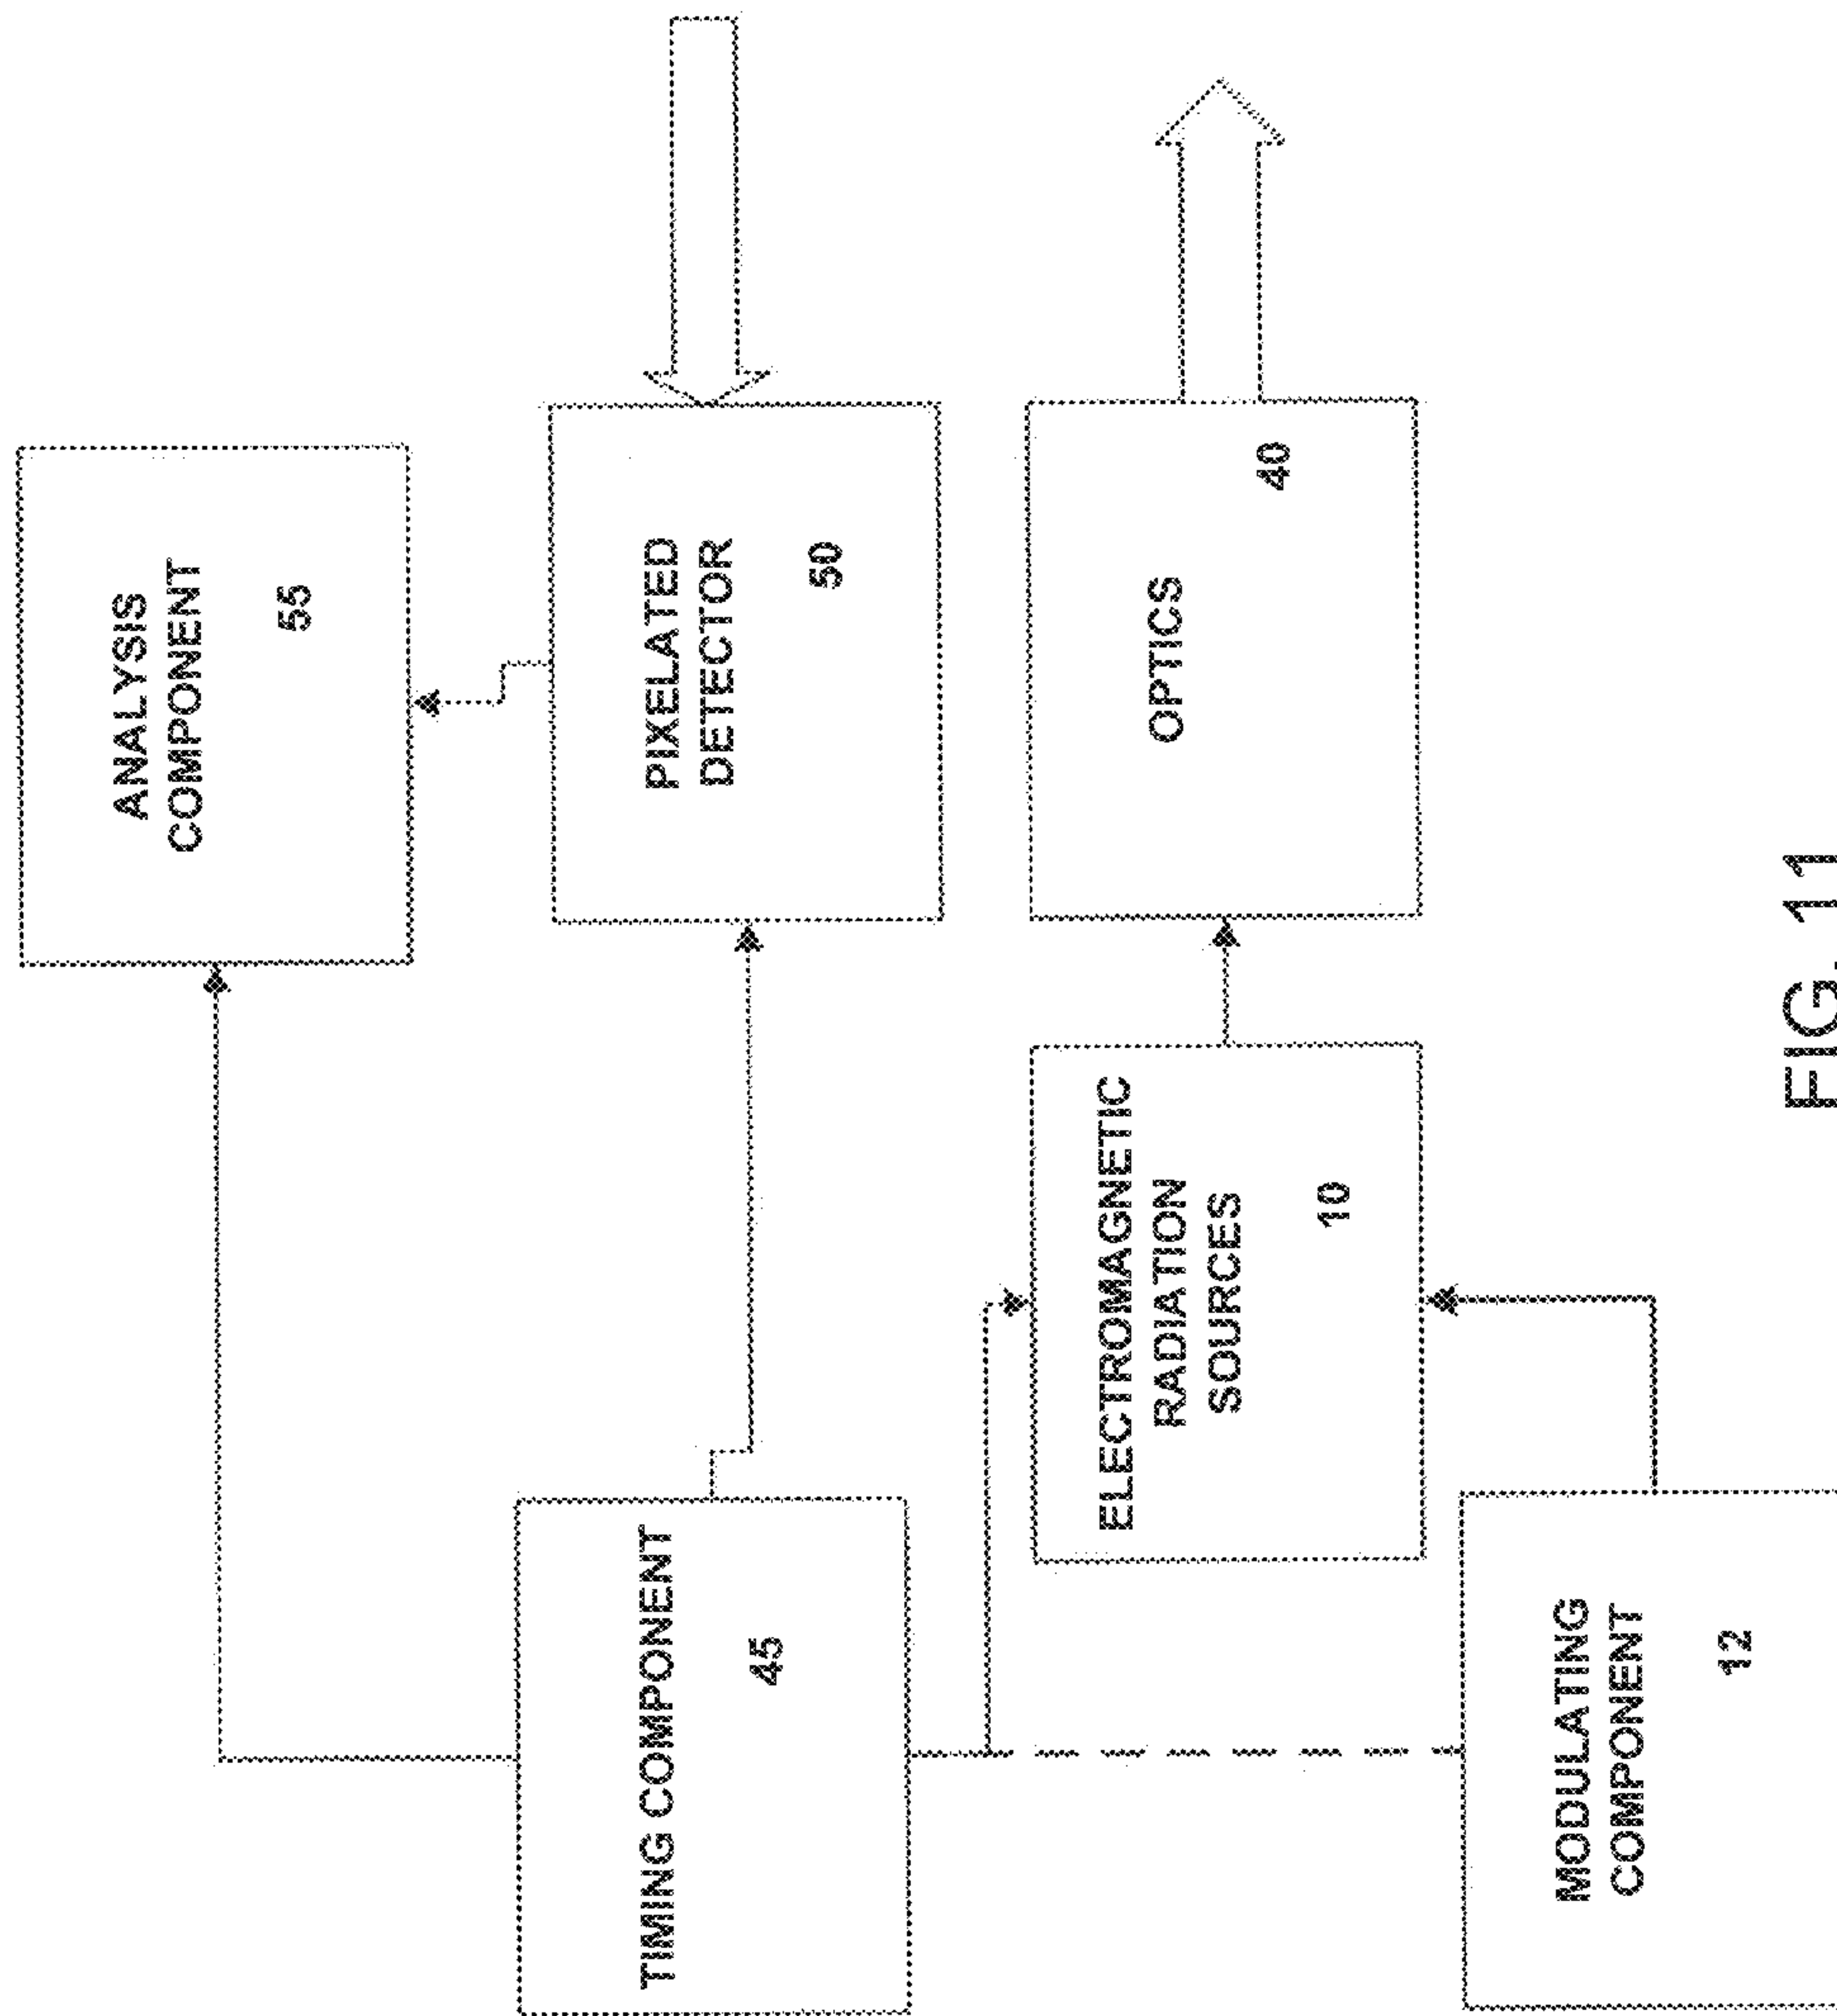 ANALYSIS
COMPONENT
55
TIMING COMPONENT
45
PIXELATED
DETECTOR
50
ELECTROMAGNETIC
RADIATION
SOURCES
10
OPTICS
40
MODULATING
COMPONENT
12
FIG. 11